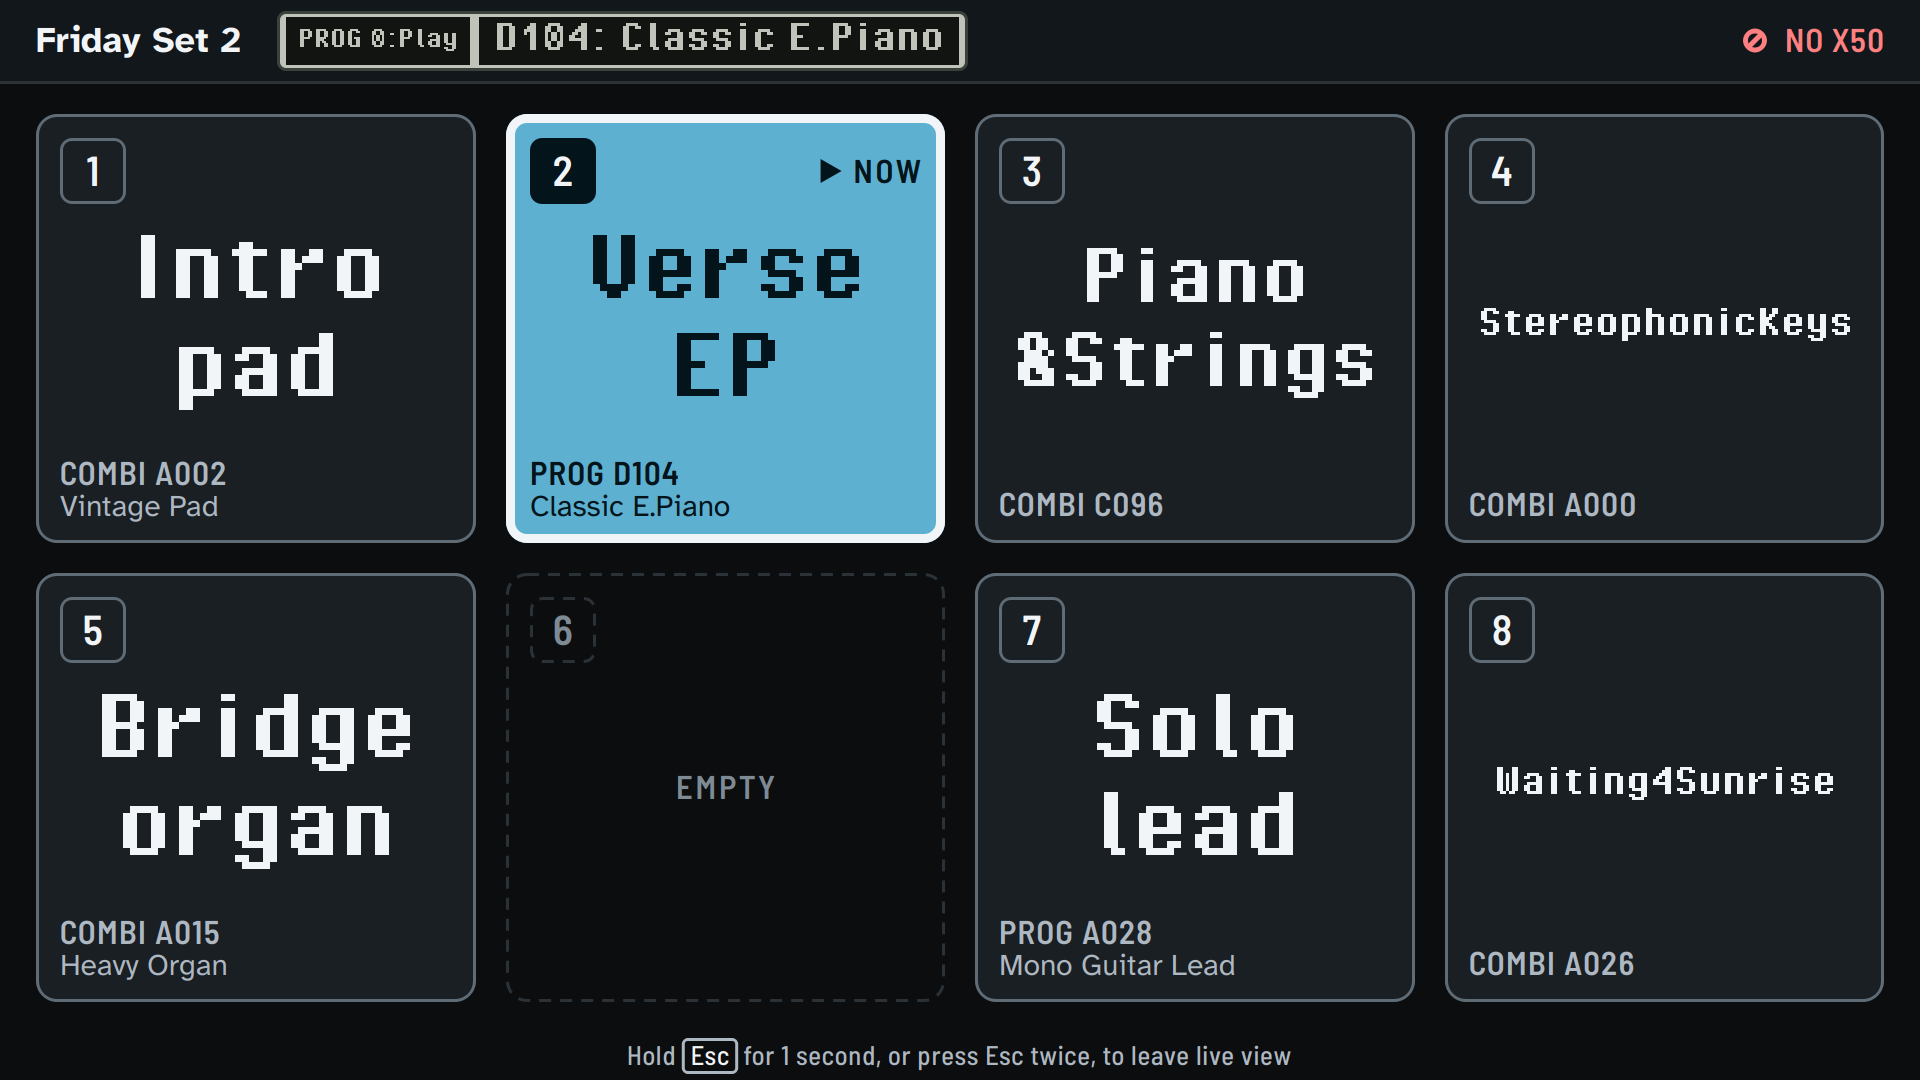 Friday Set 2
PROG 0:Play
D104: Classic E.Piano
NO X50
1
Intro
pad
COMBI A002
Vintage Pad
2
NOW
Verse
EP
PROG D104
Classic E.Piano
3
Piano
&Strings
COMBI C096
4
StereophonicKeys
COMBI A000
5
Bridge
organ
COMBI A015
Heavy Organ
6
EMPTY
7
Solo
lead
PROG A028
Mono Guitar Lead
8
Waiting4Sunrise
COMBI A026
Hold Esc for 1 second, or press Esc twice, to leave live view